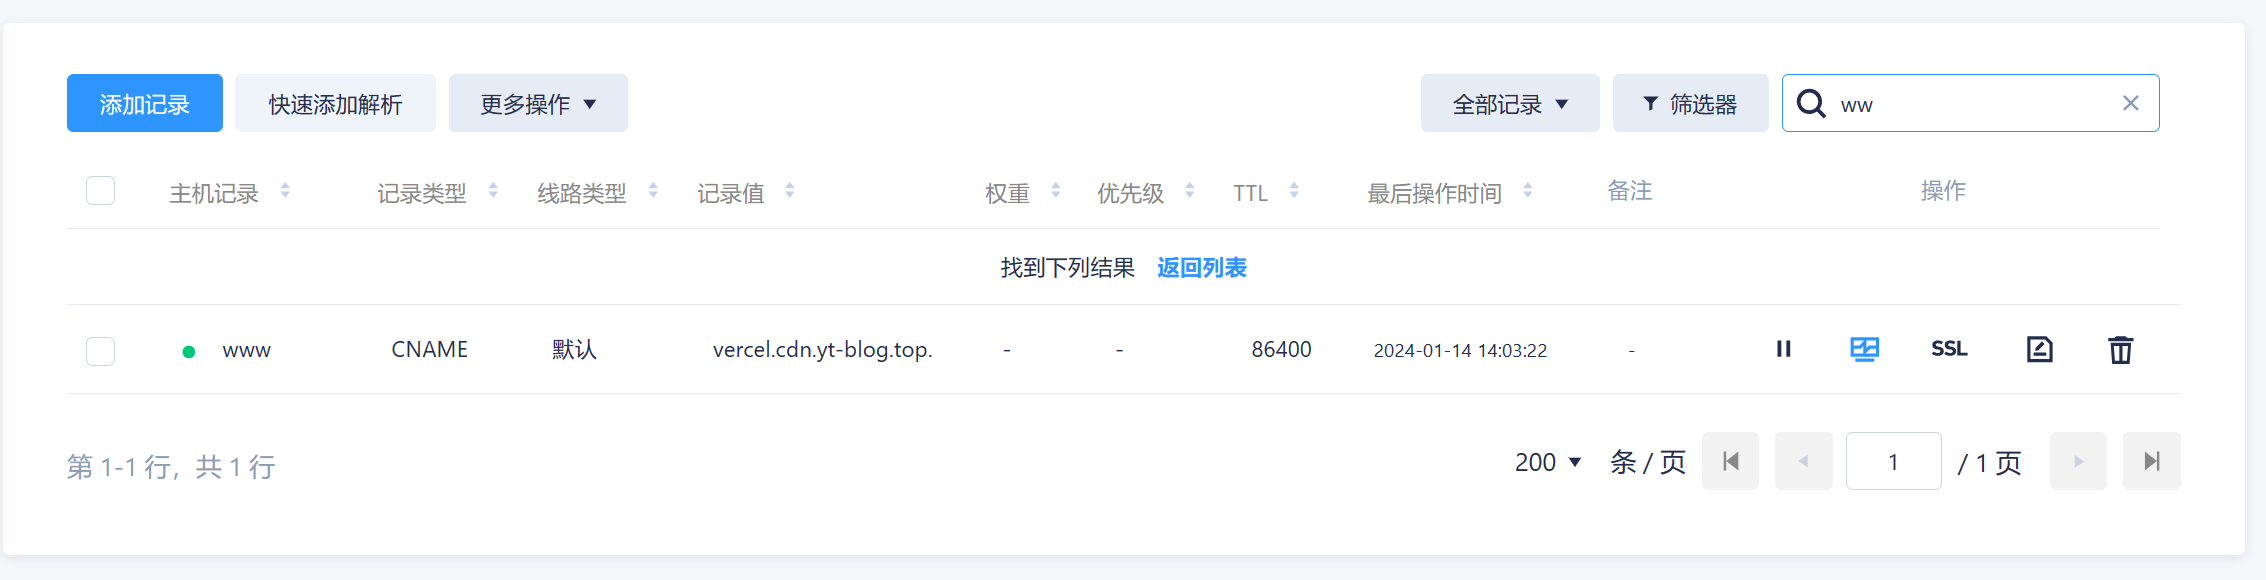 添加记录 快速添加解析 更多操作 全部记录 筛选器 ww
主机记录 记录类型 线路类型 记录值 权重 优先级 TTL 最后操作时间 备注 操作
找到下列结果 返回列表
www CNAME 默认 vercel.cdn.yt-blog.top. - - 86400 2024-01-14 14:03:22 - SSL
第 1-1 行，共 1 行 200 条 / 页 1 / 1 页